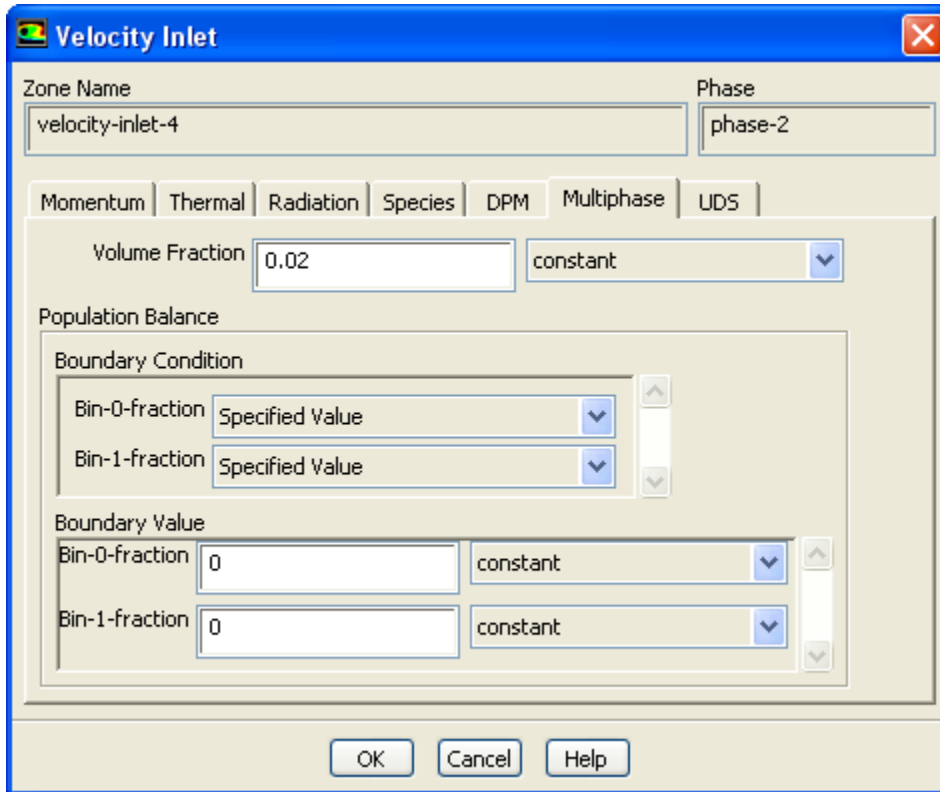 Velocity Inlet
Zone Name Phase
velocity-inlet-4 phase-2
Momentum Thermal Radiation Species DPM Multiphase UDS
Volume Fraction 0.02 constant
Population Balance
Boundary Condition
Bin-0-fraction Specified Value
Bin-1-fraction Specified Value
Boundary Value
Bin-0-fraction 0 constant
Bin-1-fraction 0 constant
OK Cancel Help